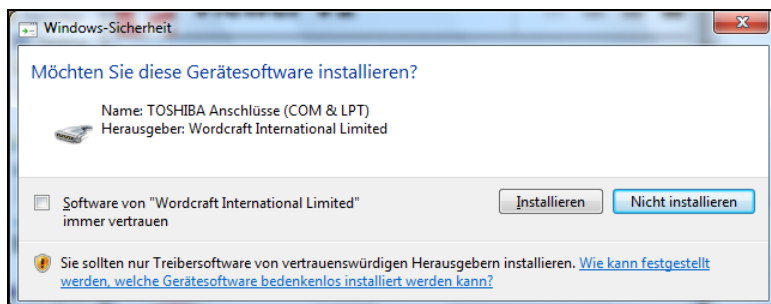 Windows-Sicherheit
Möchten Sie diese Gerätesoftware installieren?
Name: TOSHIBA Anschlüsse (COM & LPT)
Herausgeber: Wordcraft International Limited
Software von "Wordcraft International Limited"
immer vertrauen
Installieren
Nicht installieren
Sie sollten nur Treibersoftware von vertrauenswürdigen Herausgebern installieren. Wie kann festgestellt
werden, welche Gerätesoftware bedenkenlos installiert werden kann?